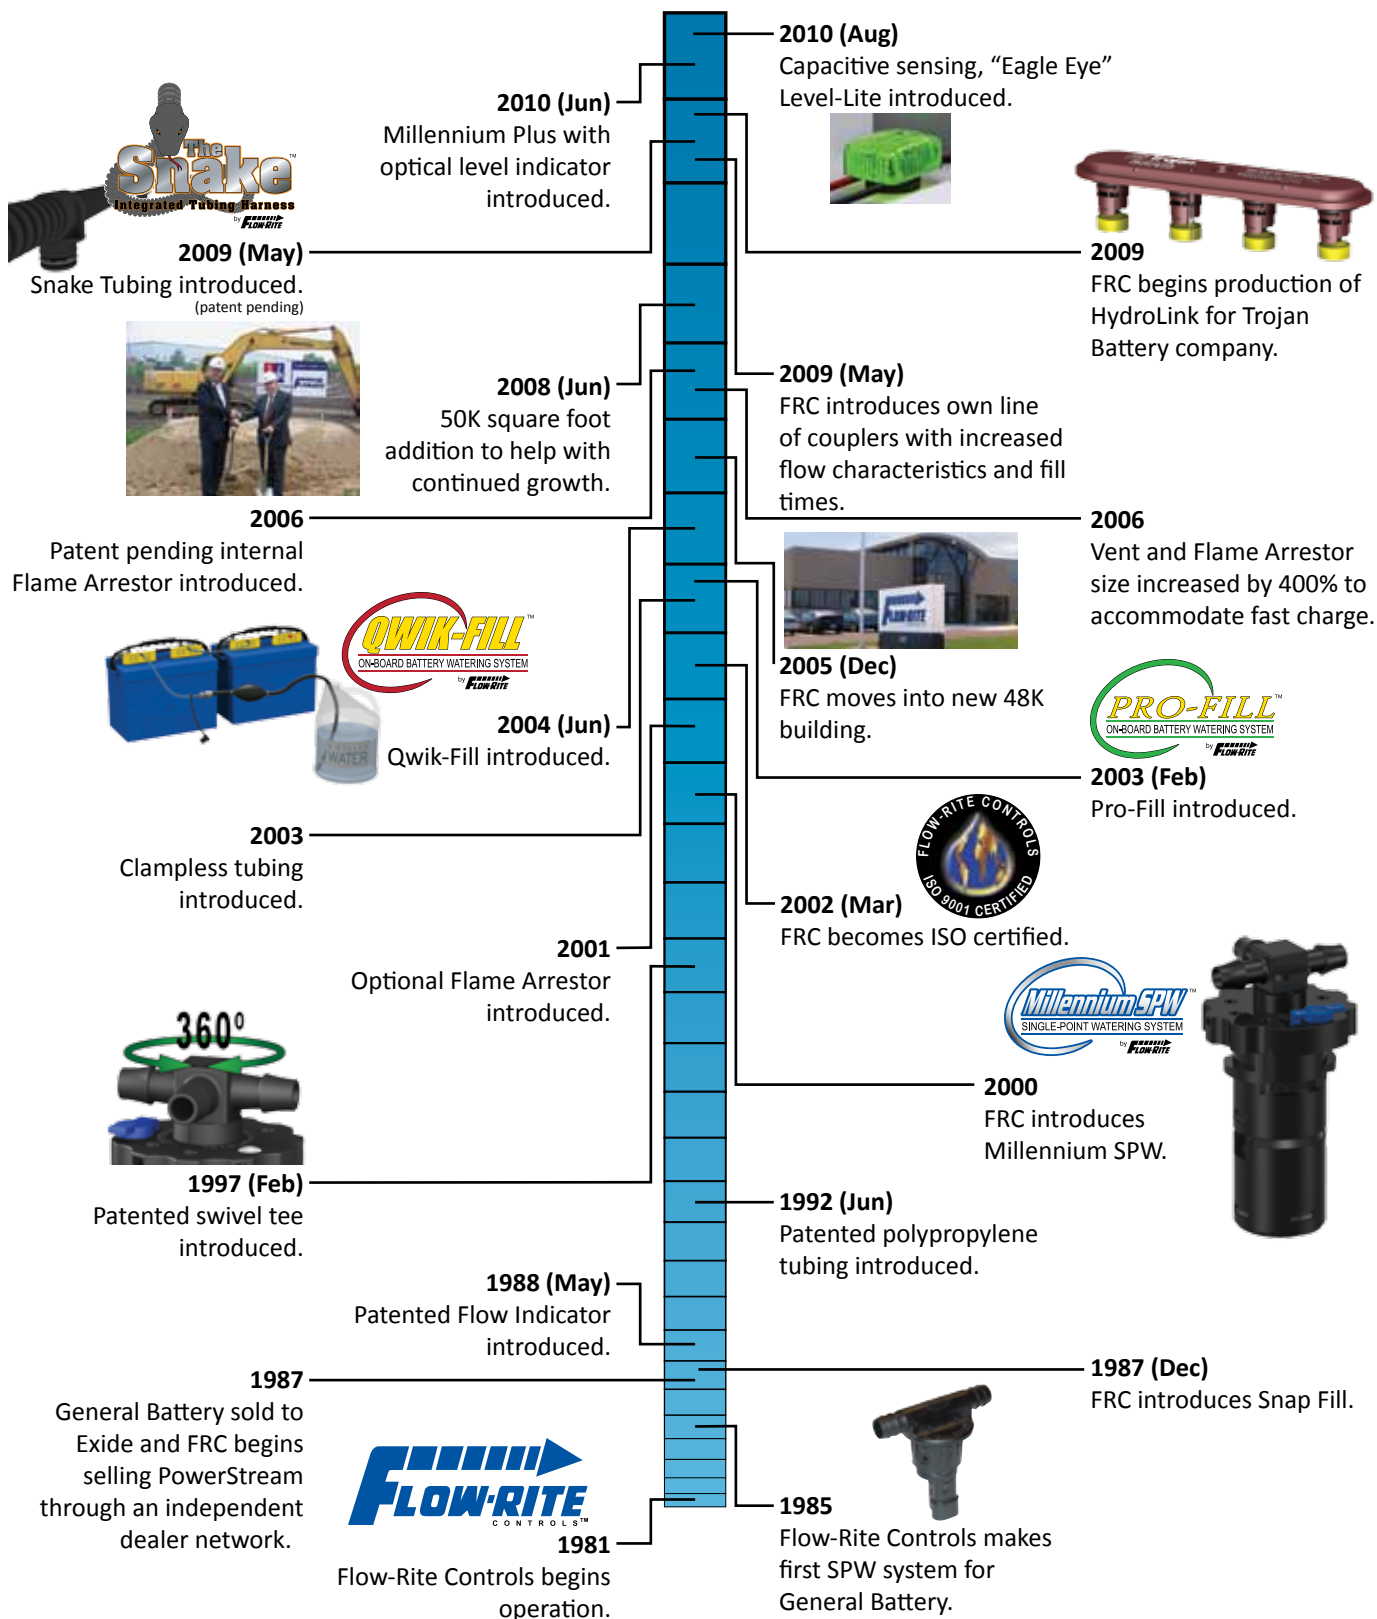 2010 (Aug)
Capacitive sensing, “Eagle Eye”
Level-Lite introduced.
2010 (Jun)
Millennium Plus with
optical level indicator
introduced.
The
Snake™
Integrated Tubing Harness
by FLOW-RITE
2009 (May)
Snake Tubing introduced.
(patent pending)
2009
FRC begins production of
HydroLink for Trojan
Battery company.
2008 (Jun)
50K square foot
addition to help with
continued growth.
2009 (May)
FRC introduces own line
of couplers with increased
flow characteristics and fill
times.
2006
Patent pending internal
Flame Arrestor introduced.
2006
Vent and Flame Arrestor
size increased by 400% to
accommodate fast charge.
FLOW-RITE
2005 (Dec)
FRC moves into new 48K
building.
QWIK-FILL™
ON-BOARD BATTERY WATERING SYSTEM
by FLOW-RITE
WATER
2004 (Jun)
Qwik-Fill introduced.
PRO-FILL™
ON-BOARD BATTERY WATERING SYSTEM
by FLOW-RITE
2003 (Feb)
Pro-Fill introduced.
2003
Clampless tubing
introduced.
FLOW-RITE CONTROLS
ISO 9001 CERTIFIED
2002 (Mar)
FRC becomes ISO certified.
2001
Optional Flame Arrestor
introduced.
Millennium SPW™
SINGLE-POINT WATERING SYSTEM
by FLOW-RITE
2000
FRC introduces
Millennium SPW.
360°
1997 (Feb)
Patented swivel tee
introduced.
1992 (Jun)
Patented polypropylene
tubing introduced.
1988 (May)
Patented Flow Indicator
introduced.
1987
General Battery sold to
Exide and FRC begins
selling PowerStream
through an independent
dealer network.
1987 (Dec)
FRC introduces Snap Fill.
FLOW-RITE
CONTROLS™
1985
Flow-Rite Controls makes
first SPW system for
General Battery.
1981
Flow-Rite Controls begins
operation.